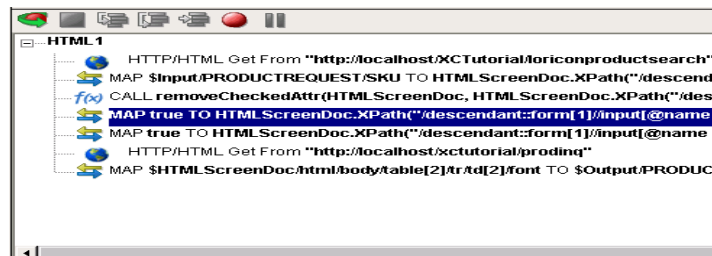 HTML1
HTTP/HTML Get From "http://localhost/XCTutorial/loriconproductsearch"
MAP $Input/PRODUCTREQUEST/SKU TO HTMLScreenDoc.XPath("/descend
f(x) CALL removeCheckedAttr(HTMLScreenDoc, HTMLScreenDoc.XPath("/des
MAP true TO HTMLScreenDoc.XPath("/descendant::form[1]//input[@name
MAP true TO HTMLScreenDoc.XPath("/descendant::form[1]//input[@name
HTTP/HTML Get From "http://localhost/xctutorial/prodinq"
MAP $HTMLScreenDoc/html/body/table[2]/tr/td[2]/font TO $Output/PRODUC